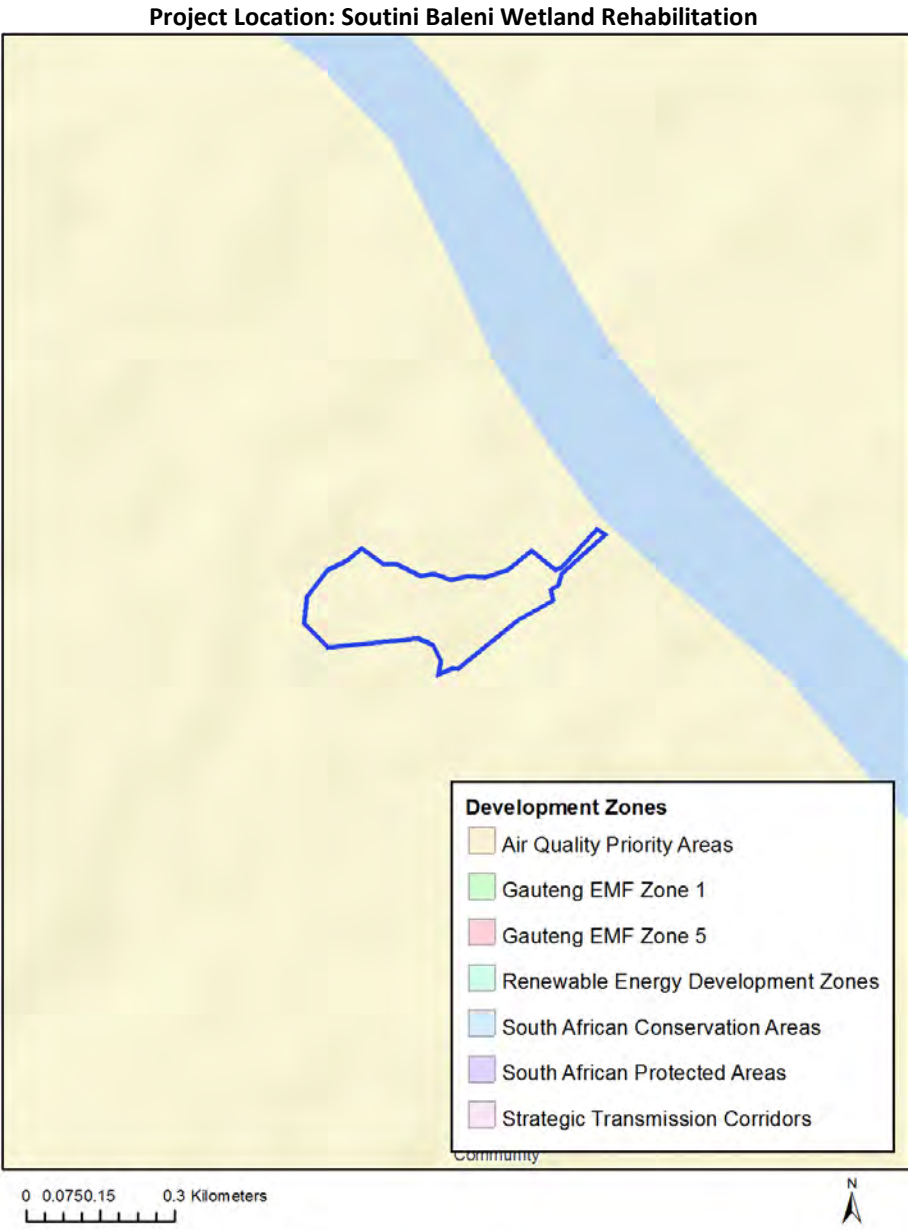 Project Location: Soutini Baleni Wetland Rehabilitation
Development Zones
Air Quality Priority Areas
Gauteng EMF Zone 1
Gauteng EMF Zone 5
Renewable Energy Development Zones
South African Conservation Areas
South African Protected Areas
Strategic Transmission Corridors
Community
0 0.0750.15 0.3 Kilometers
N